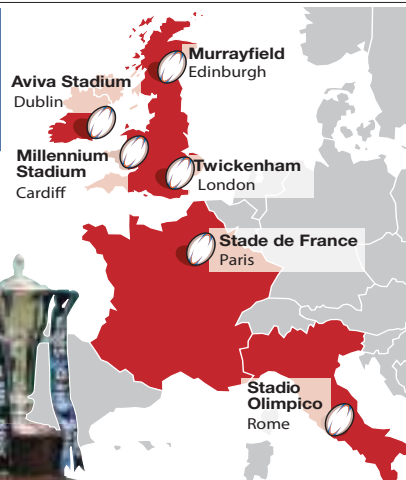 Murrayfield
Edinburgh
Aviva Stadium
Dublin
Millennium
Stadium
Cardiff
Twickenham
London
Stade de France
Paris
Stadio
Olimpico
Rome